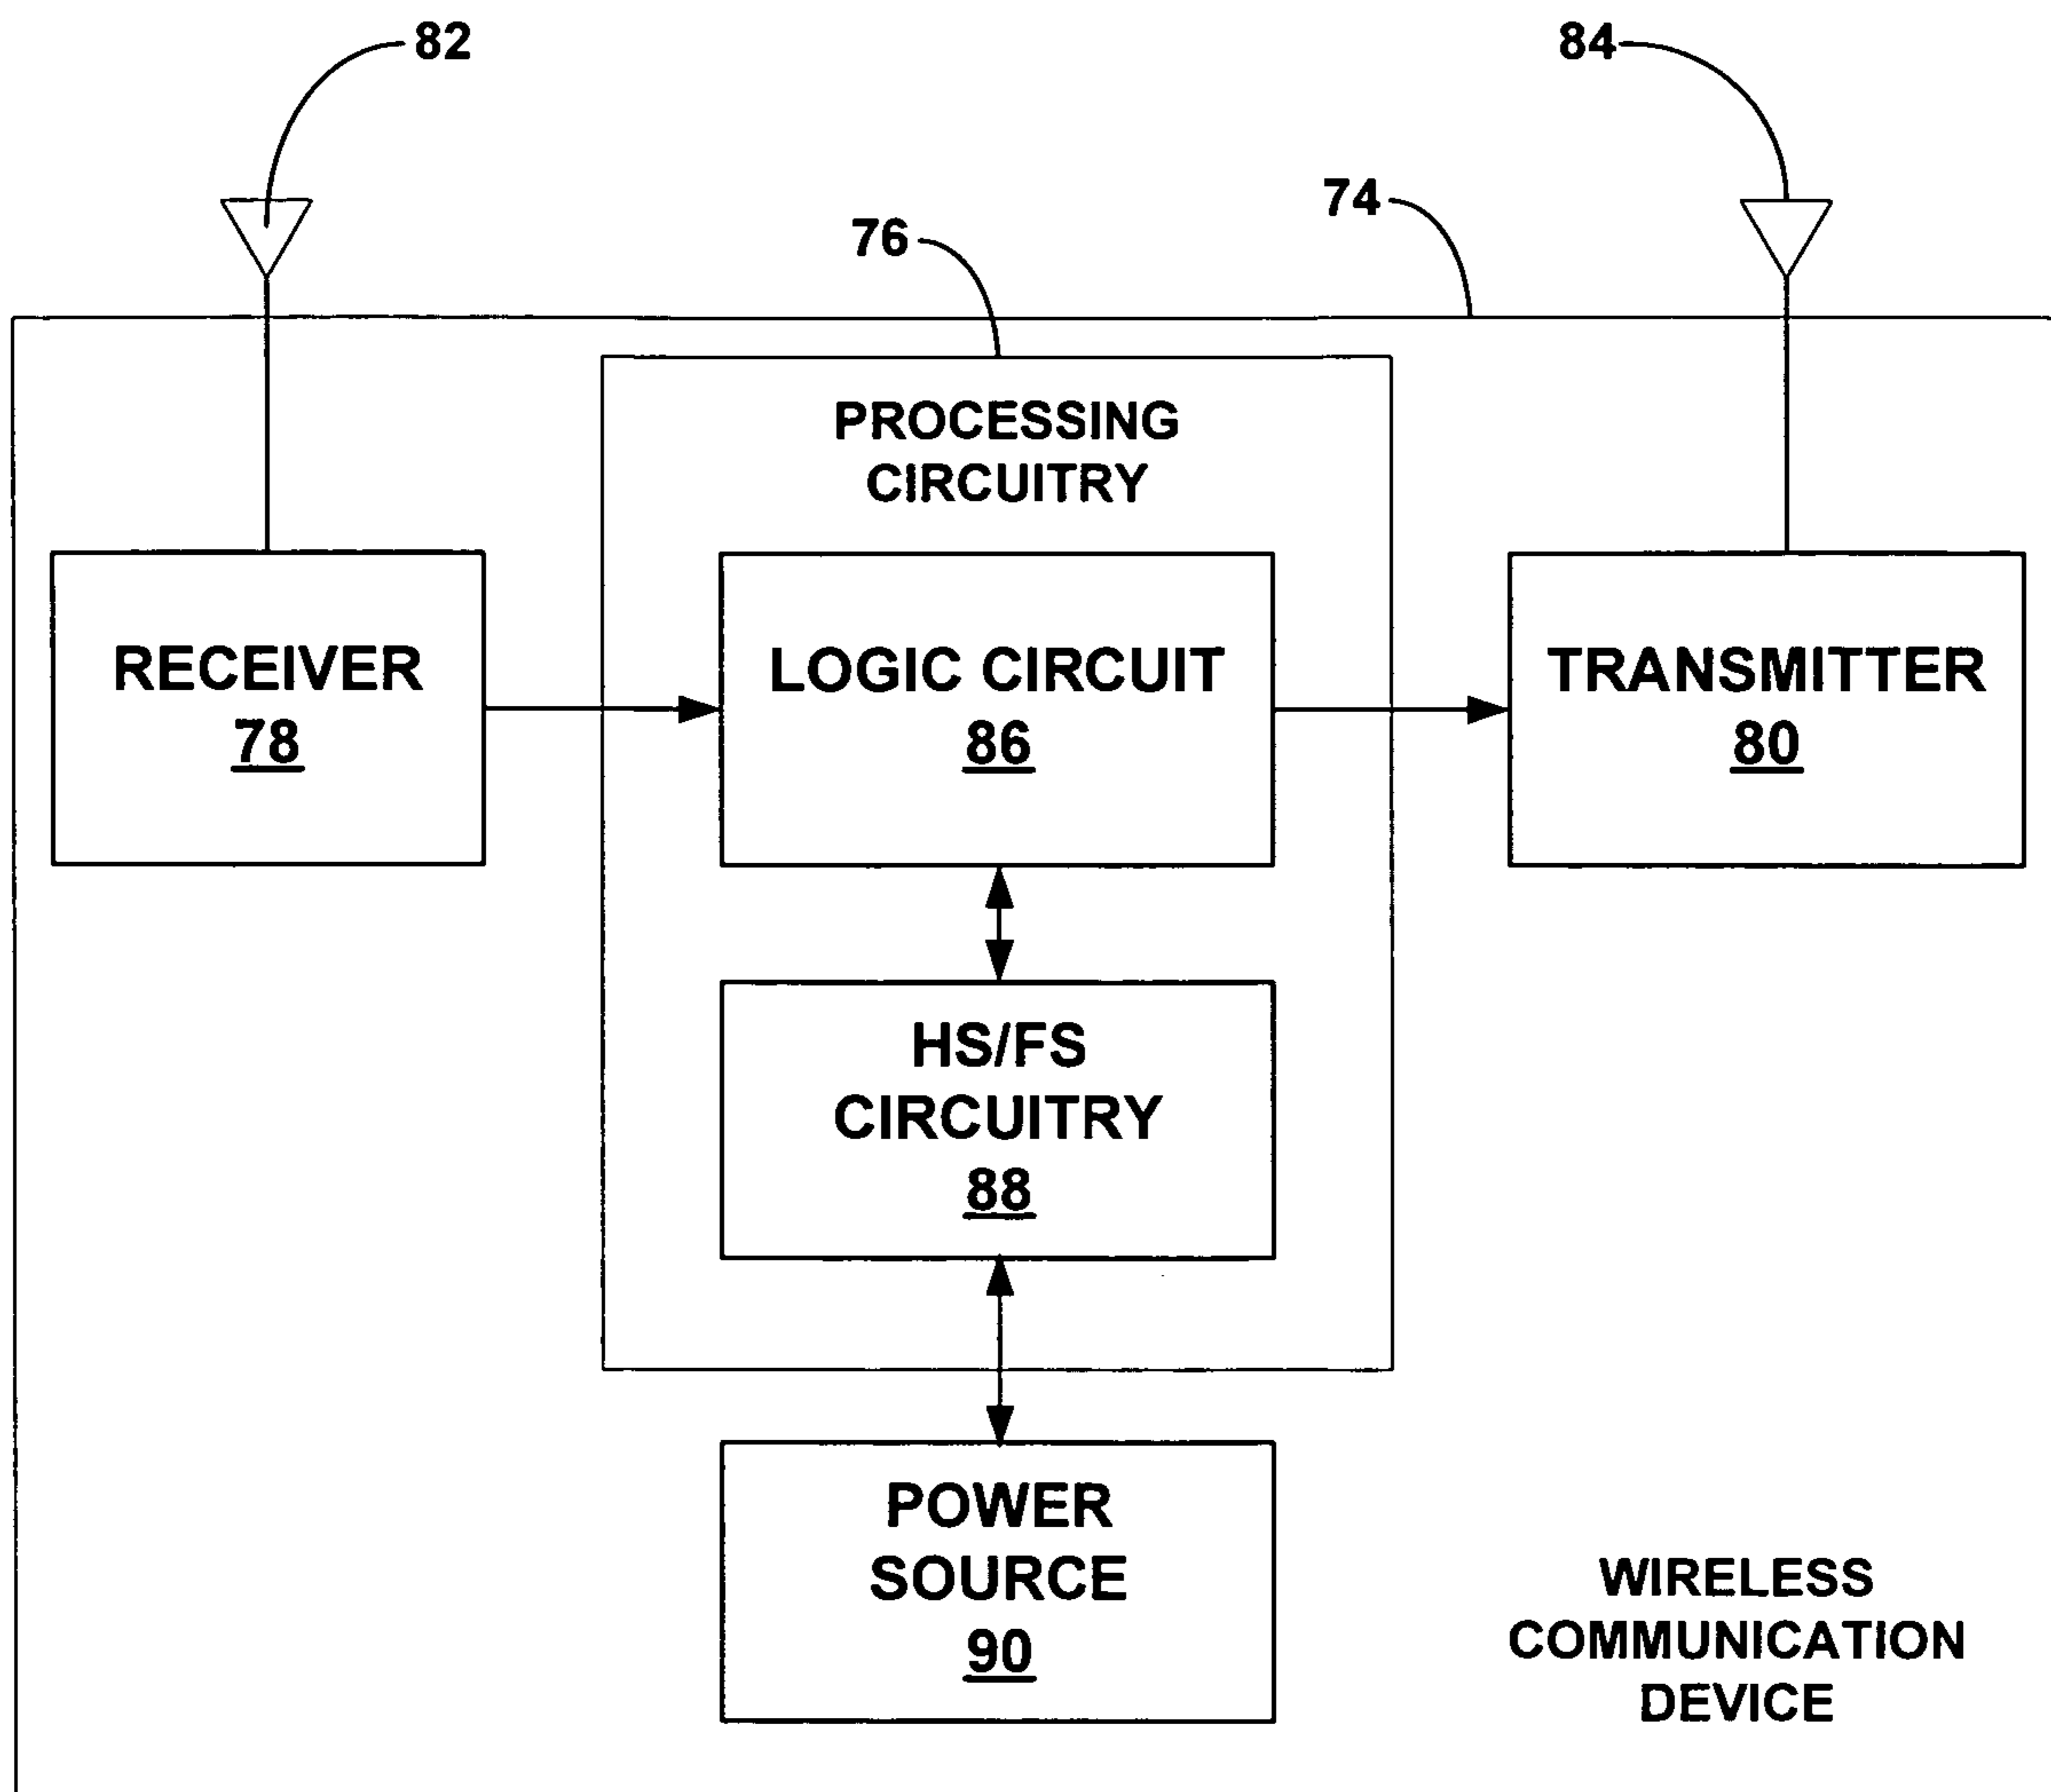 82
84
74
76
PROCESSING
CIRCUITRY
RECEIVER
78
LOGIC CIRCUIT
86
TRANSMITTER
80
HS/FS
CIRCUITRY
88
POWER
SOURCE
90
WIRELESS
COMMUNICATION
DEVICE